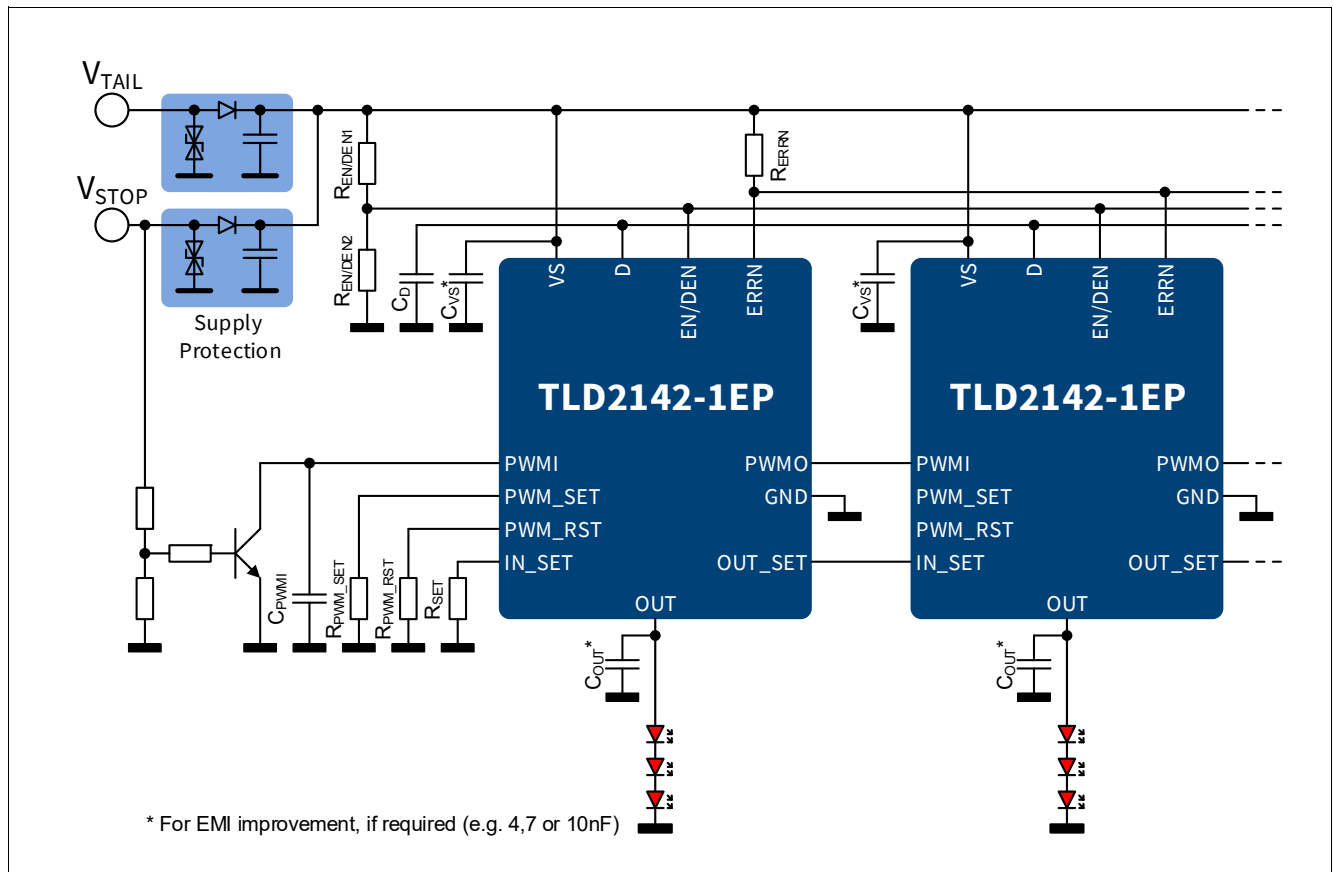 VTAIL
VSTOP
Supply
Protection
REN/DEN1
REN/DEN2
CD
CVS*
RERRN
CVS*
VS
D
EN/DEN
ERRN
VS
D
EN/DEN
ERRN
TLD2142-1EP
TLD2142-1EP
PWMI
PWMO
PWMI
PWMO
PWM_SET
GND
PWM_SET
GND
PWM_RST
PWM_RST
IN_SET
OUT_SET
IN_SET
OUT_SET
OUT
OUT
CPWMI
RPWM_SET
RPWM_RST
RSET
COUT*
COUT*
* For EMI improvement, if required (e.g. 4,7 or 10nF)